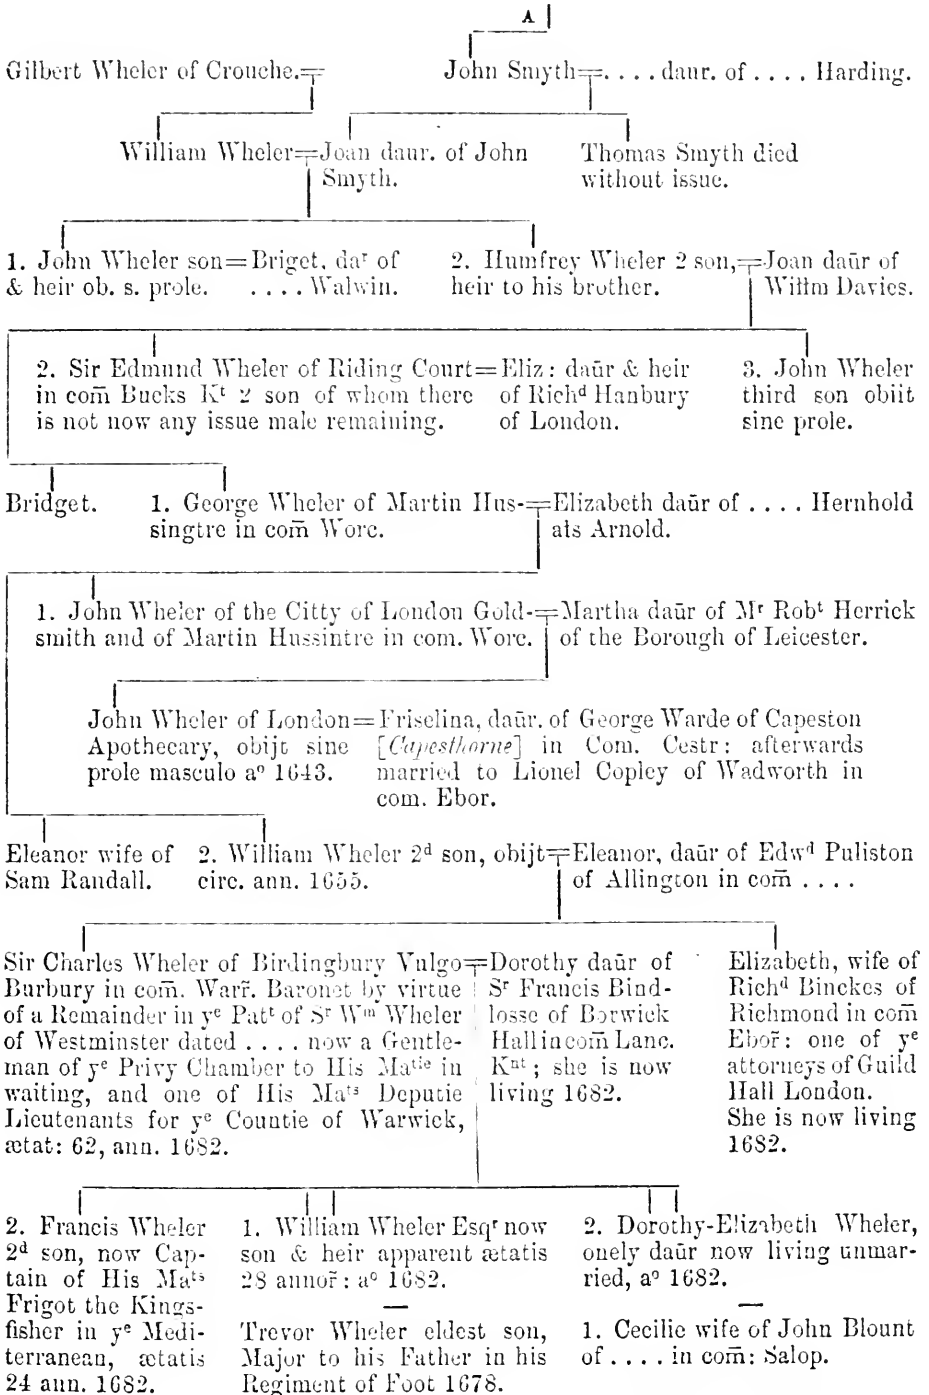 A
Gilbert Wheler of Crouche.
John Smyth=. . . . daur. of . . . . Harding.
William Wheler=Joan daur. of John
Smyth.
Thomas Smyth died
without issue.
1. John Wheler son=Briget, daʳ of
& heir ob. s. prole. . . . . Walwin.
2. Humfrey Wheler 2 son,=Joan daūr of
heir to his brother. Willm Davies.
2. Sir Edmund Wheler of Riding Court=Eliz: daūr & heir
in com̄ Bucks Kᵗ 2 son of whom there of Richᵈ Hanbury
is not now any issue male remaining. of London.
3. John Wheler
third son obiit
sine prole.
Bridget.
1. George Wheler of Martin Hus-=Elizabeth daūr of . . . . Hernhold
singtre in com̄ Worc. ats Arnold.
1. John Wheler of the Citty of London Gold-=Martha daūr of Mʳ Robᵗ Herrick
smith and of Martin Hussintre in com. Worc. of the Borough of Leicester.
John Wheler of London=Friselina, daūr. of George Warde of Capeston
Apothecary, obijt sine [Capesthorne] in Com. Cestr: afterwards
prole masculo aº 1643. married to Lionel Copley of Wadworth in
com. Ebor.
Eleanor wife of
Sam Randall.
2. William Wheler 2ᵈ son, obijt=Eleanor, daūr of Edwᵈ Puliston
circ. ann. 1655. of Allington in com̄ . . . .
Sir Charles Wheler of Birdingbury Vulgo=
Burbury in com̄. Warr̃. Baronet by virtue
of a Remainder in yᵉ Patᵗ of Sʳ Wᵐ Wheler
of Westminster dated . . . . now a Gentle-
man of yᵉ Privy Chamber to His Maᵗⁱᵉ in
waiting, and one of His Maᵗˢ Deputie
Lieutenants for yᵉ Countie of Warwick,
ætat: 62, ann. 1682.
Dorothy daūr of
Sʳ Francis Bind-
losse of Borwick
Hall in com̄ Lanc.
Kⁿᵗ; she is now
living 1682.
Elizabeth, wife of
Richᵈ Binckes of
Richmond in com̄
Ebor̃: one of yᵉ
attorneys of Guild
Hall London.
She is now living
1682.
2. Francis Wheler
2ᵈ son, now Cap-
tain of His Maᵗˢ
Frigot the Kings-
fisher in yᵉ Medi-
terranean, ætatis
24 ann. 1682.
1. William Wheler Esqʳ now
son & heir apparent ætatis
28 annor̃: aº 1682.
Trevor Wheler eldest son,
Major to his Father in his
Regiment of Foot 1678.
2. Dorothy-Elizabeth Wheler,
onely daūr now living unmar-
ried, aº 1682.
1. Cecilie wife of John Blount
of . . . . in com̄: Salop.